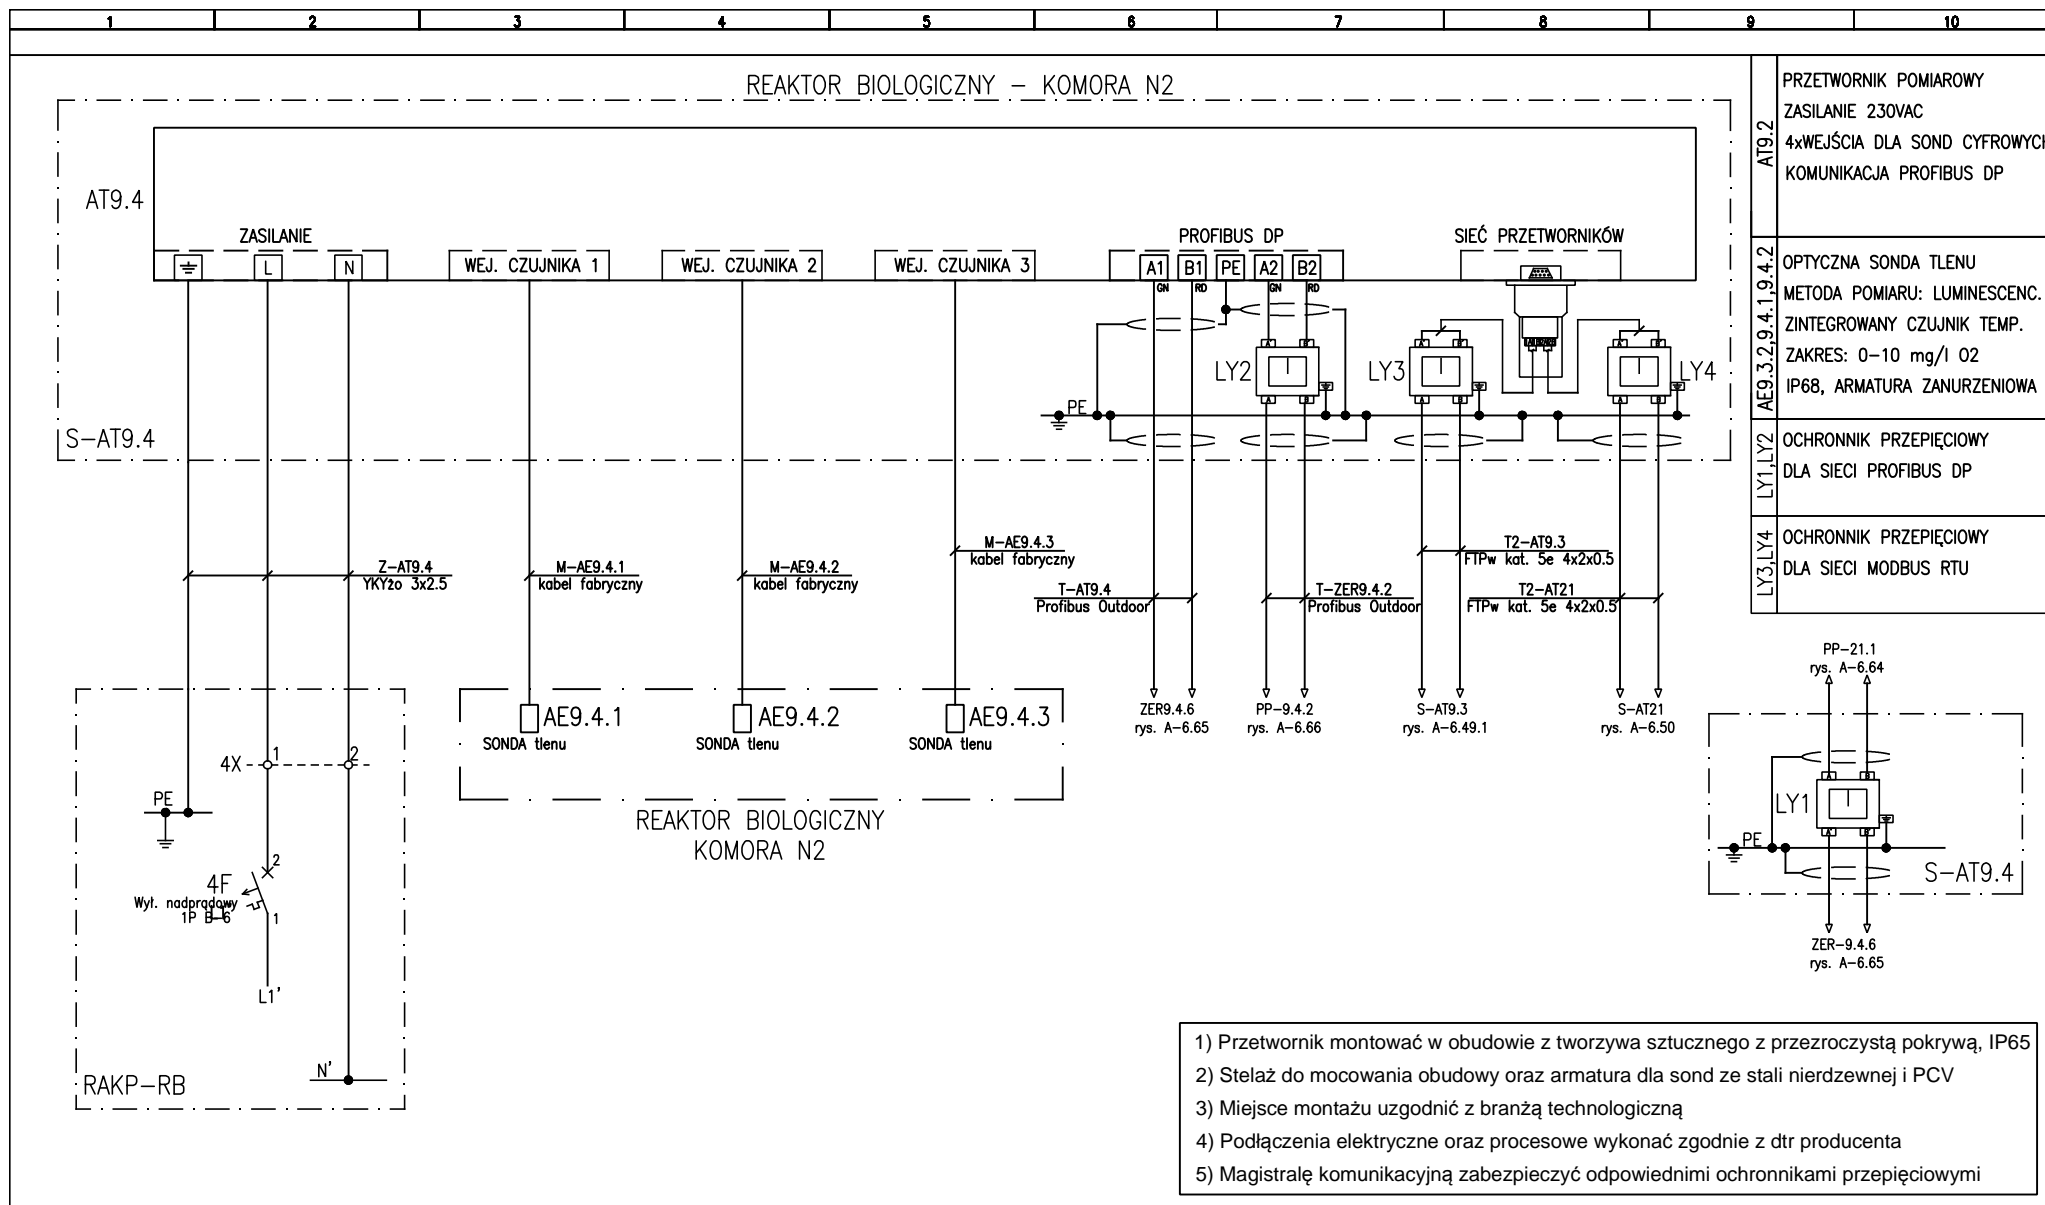 1 2 3 4 5 6 7 8 9 10
REAKTOR BIOLOGICZNY – KOMORA N2
AT9.4
ZASILANIE
L N
WEJ. CZUJNIKA 1
WEJ. CZUJNIKA 2
WEJ. CZUJNIKA 3
PROFIBUS DP
A1 B1 PE A2 B2
GN RD GN RD
SIEĆ PRZETWORNIKÓW
A' B' A' B' A' B'
LY2
LY3
LY4
A B A B A B
PE
S-AT9.4
Z-AT9.4
YKYżo 3x2.5
M-AE9.4.1
kabel fabryczny
M-AE9.4.2
kabel fabryczny
M-AE9.4.3
kabel fabryczny
T-AT9.4
Profibus Outdoor
T-ZER9.4.2
Profibus Outdoor
T2-AT9.3
FTPw kat. 5e 4x2x0.5
T2-AT21
FTPw kat. 5e 4x2x0.5
AE9.4.1
SONDA tlenu
AE9.4.2
SONDA tlenu
AE9.4.3
SONDA tlenu
REAKTOR BIOLOGICZNY
KOMORA N2
ZER9.4.6
rys. A-6.65
PP-9.4.2
rys. A-6.66
S-AT9.3
rys. A-6.49.1
S-AT21
rys. A-6.50
4X
1 2
PE
2
4F
Wył. nadprądowy
1P B-6
1
L1'
N'
RAKP-RB
AT9.2
PRZETWORNIK POMIAROWY
ZASILANIE 230VAC
4xWEJŚCIA DLA SOND CYFROWYCH
KOMUNIKACJA PROFIBUS DP
AE9.3.2,9.4.1,9.4.2
OPTYCZNA SONDA TLENU
METODA POMIARU: LUMINESCENC.
ZINTEGROWANY CZUJNIK TEMP.
ZAKRES: 0-10 mg/l O2
IP68, ARMATURA ZANURZENIOWA
LY1,LY2
OCHRONNIK PRZEPIĘCIOWY
DLA SIECI PROFIBUS DP
LY3,LY4
OCHRONNIK PRZEPIĘCIOWY
DLA SIECI MODBUS RTU
PP-21.1
rys. A-6.64
A B
LY1
A' B'
PE
S-AT9.4
ZER-9.4.6
rys. A-6.65
1) Przetwornik montować w obudowie z tworzywa sztucznego z przezroczystą pokrywą, IP65
2) Stelaż do mocowania obudowy oraz armatura dla sond ze stali nierdzewnej i PCV
3) Miejsce montażu uzgodnić z branżą technologiczną
4) Podłączenia elektryczne oraz procesowe wykonać zgodnie z dtr producenta
5) Magistralę komunikacyjną zabezpieczyć odpowiednimi ochronnikami przepięciowymi